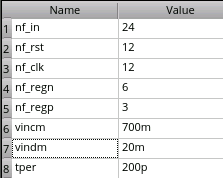 Name Value
1 nf_in 24
2 nf_rst 12
3 nf_clk 12
4 nf_regn 6
5 nf_regp 3
6 vincm 700m
7 vindm 20m
8 tper 200p